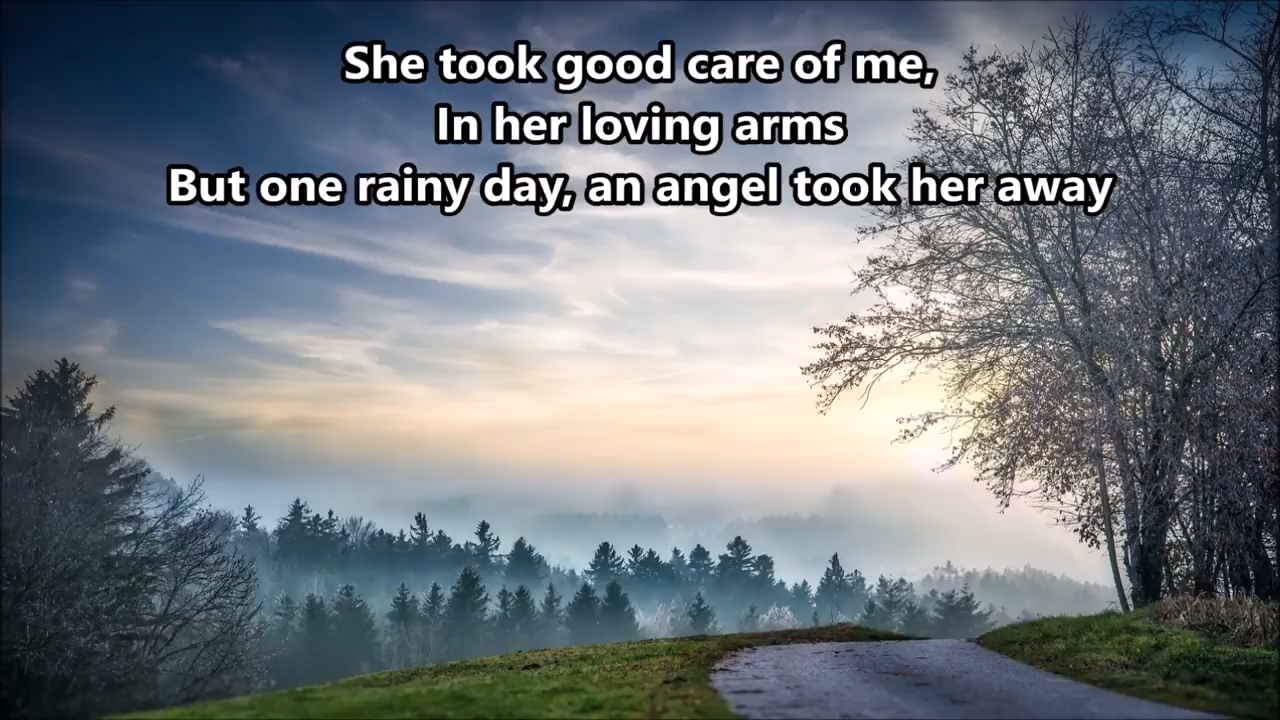 She took good care of me,
In her loving arms
But one rainy day, an angel took her away